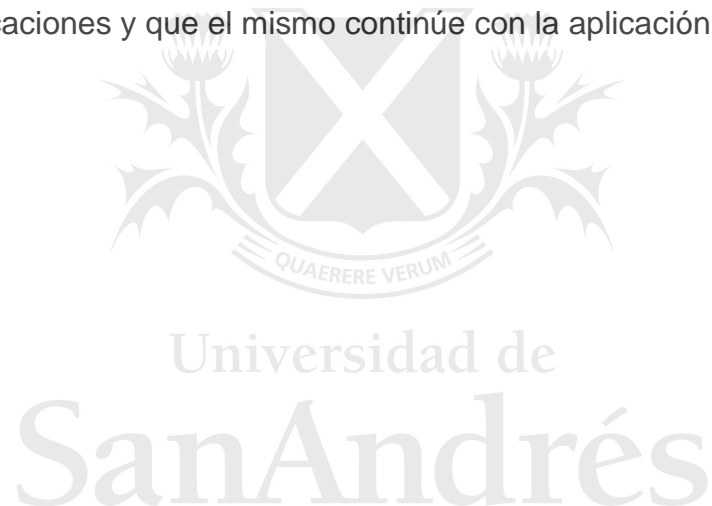 caciones y que el mismo continúe con la aplicación
QUAERERE VERUM
Universidad de
SanAndrés